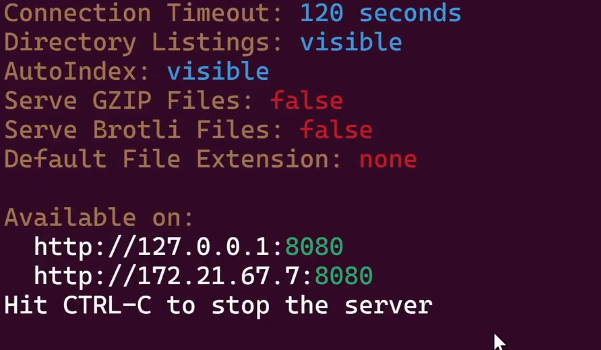 Connection Timeout: 120 seconds
Directory Listings: visible
AutoIndex: visible
Serve GZIP Files: false
Serve Brotli Files: false
Default File Extension: none
Available on:
http://127.0.0.1:8080
http://172.21.67.7:8080
Hit CTRL-C to stop the server